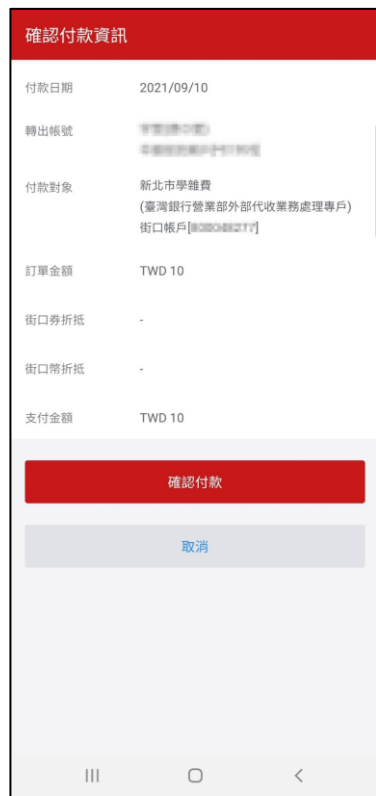 確認付款資訊
付款日期 2021/09/10
轉出帳號
付款對象 新北市學雜費
(臺灣銀行營業部外部代收業務處理專戶)
街口帳戶[]
訂單金額 TWD 10
街口券折抵 -
街口幣折抵 -
支付金額 TWD 10
確認付款
取消